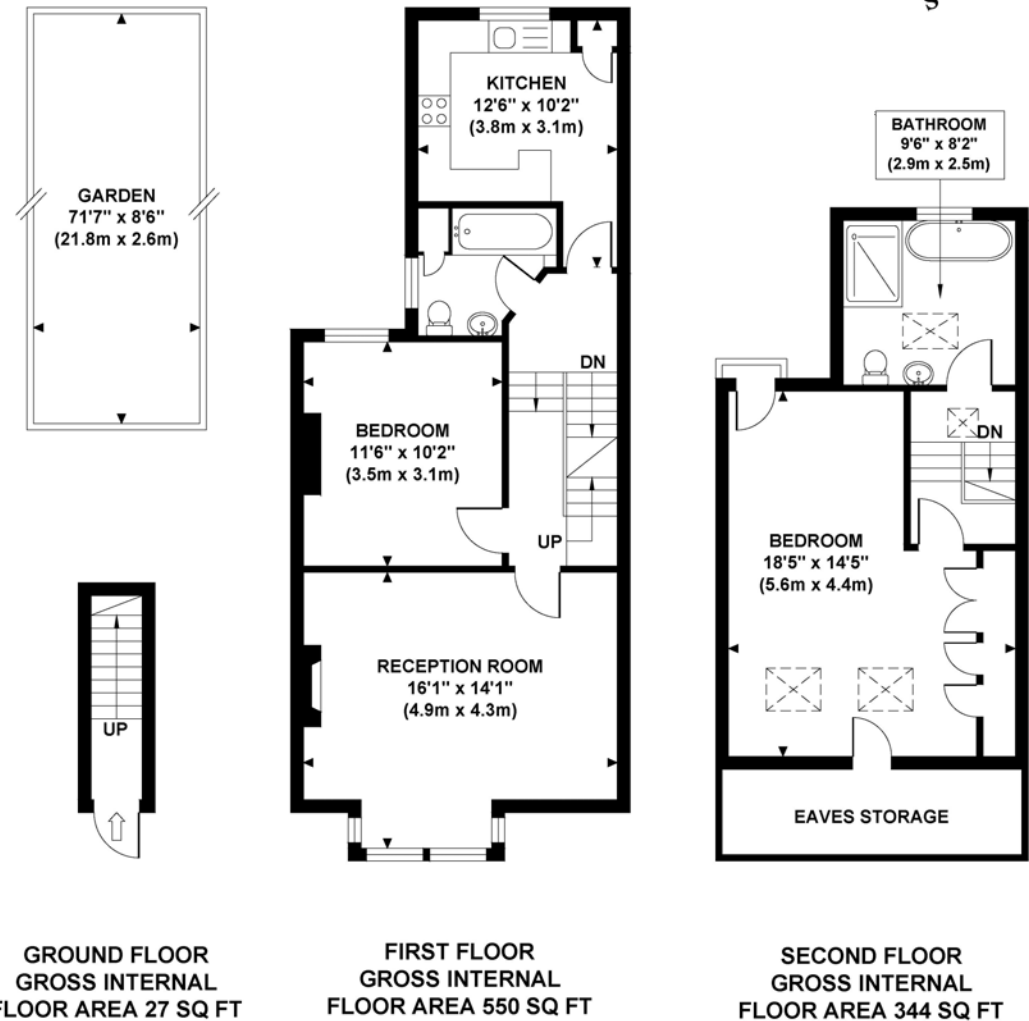 KITCHEN
12'6" x 10'2"
(3.8m x 3.1m)
BATHROOM
9'6" x 8'2"
(2.9m x 2.5m)
GARDEN
71'7" x 8'6"
(21.8m x 2.6m)
DN
BEDROOM
11'6" x 10'2"
(3.5m x 3.1m)
UP
DN
BEDROOM
18'5" x 14'5"
(5.6m x 4.4m)
RECEPTION ROOM
16'1" x 14'1"
(4.9m x 4.3m)
UP
EAVES STORAGE
GROUND FLOOR
GROSS INTERNAL
FLOOR AREA 27 SQ FT
FIRST FLOOR
GROSS INTERNAL
FLOOR AREA 550 SQ FT
SECOND FLOOR
GROSS INTERNAL
FLOOR AREA 344 SQ FT